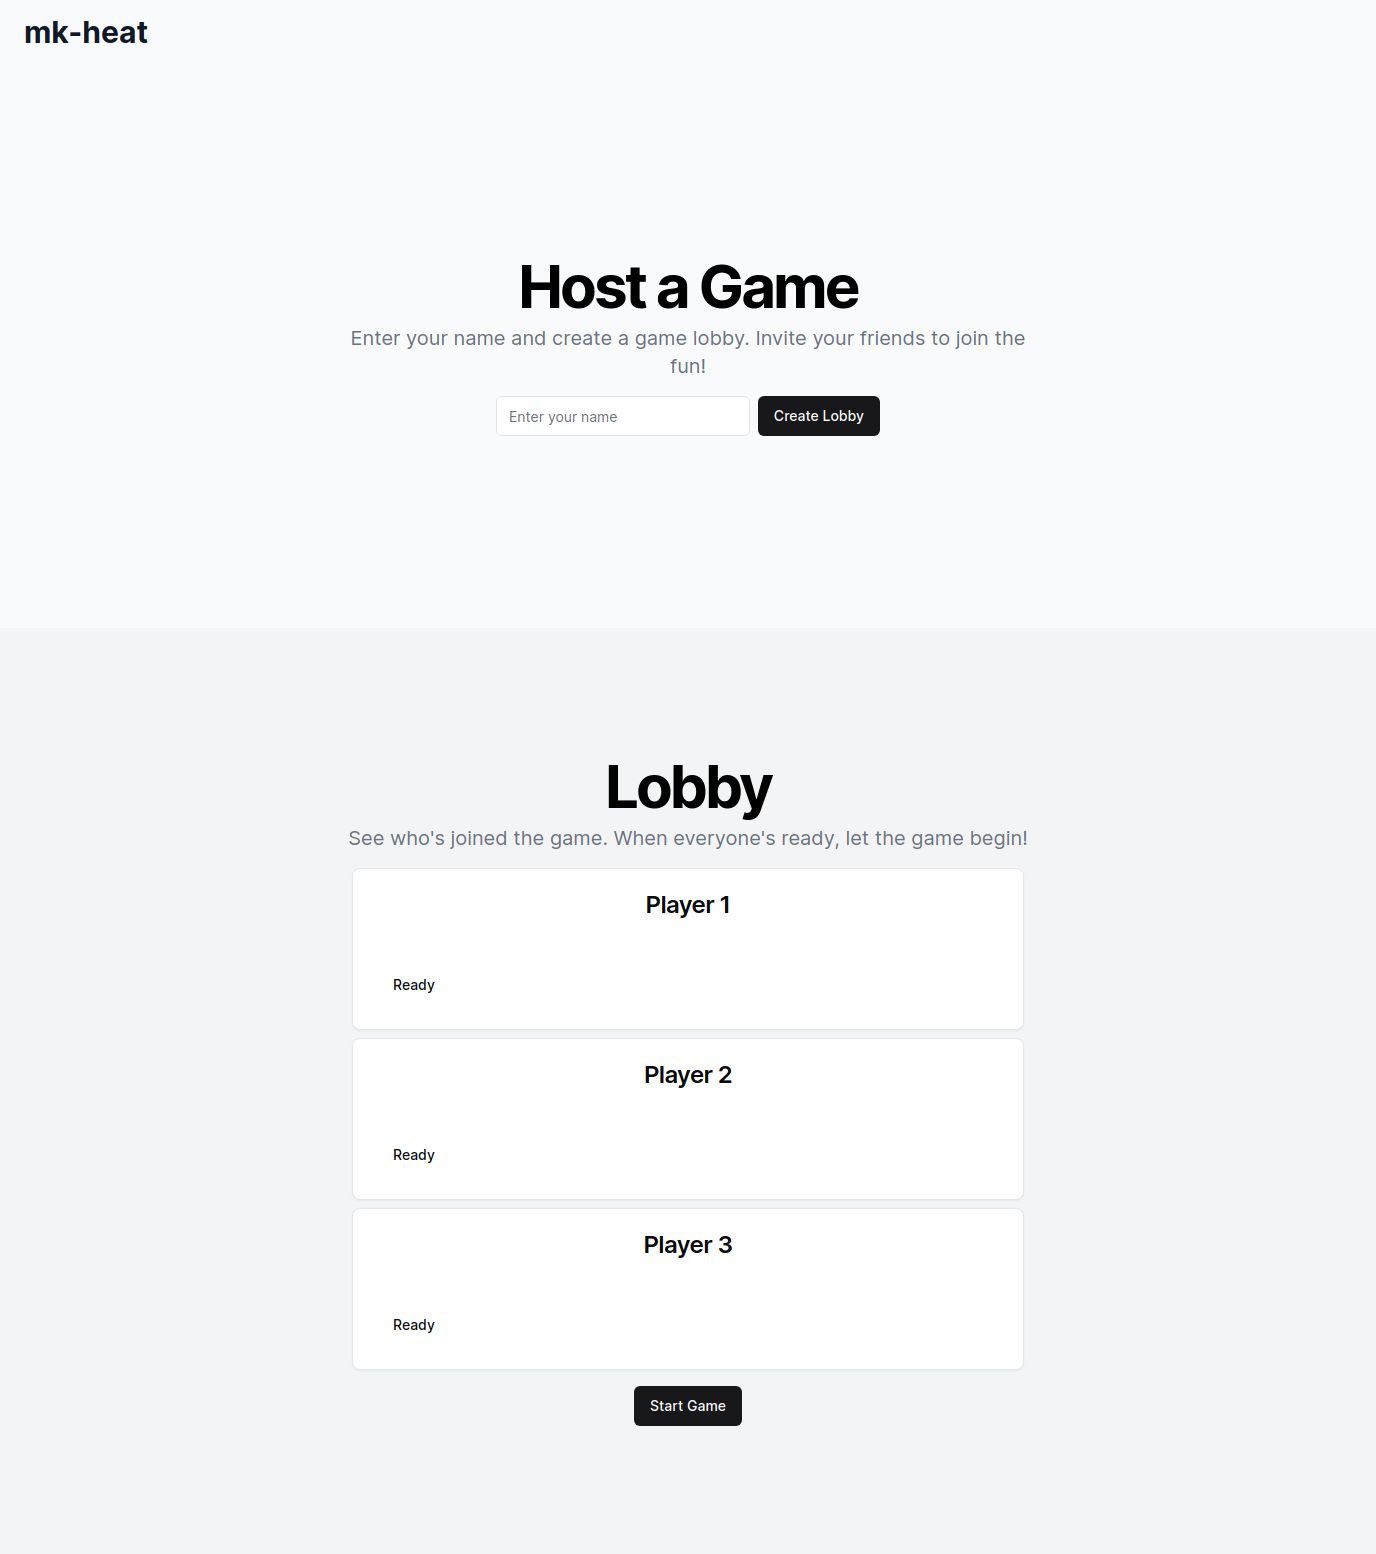 mk-heat
Host a Game
Enter your name and create a game lobby. Invite your friends to join the
fun!
Enter your name
Create Lobby
Lobby
See who's joined the game. When everyone's ready, let the game begin!
Player 1
Ready
Player 2
Ready
Player 3
Ready
Start Game